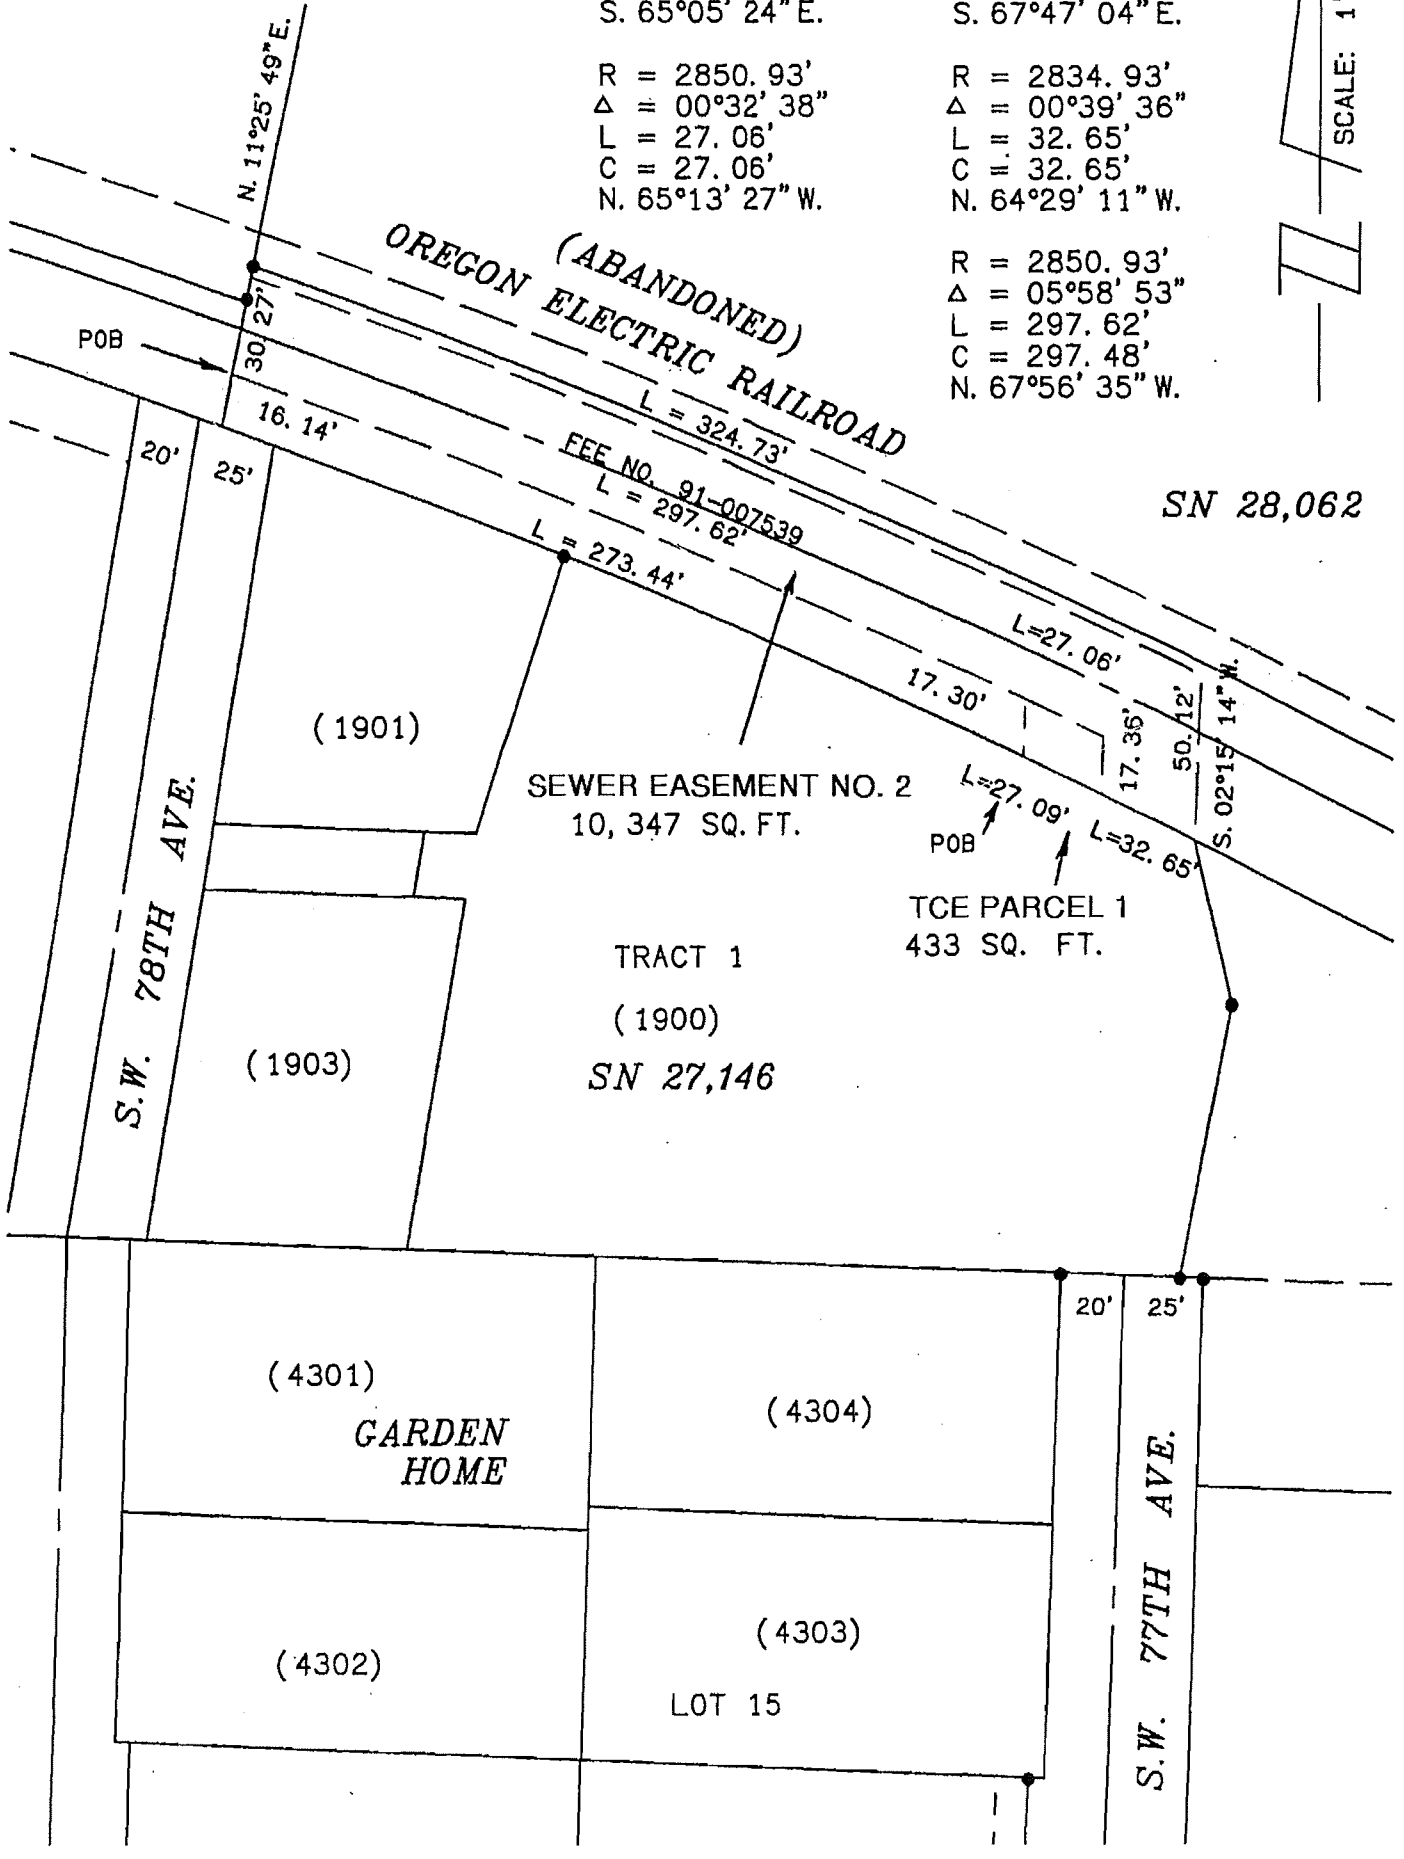 S. 65°05' 24" E.
R = 2850. 93'
△ = 00°32' 38"
L = 27. 06'
C = 27. 06'
N. 65°13' 27" W.
S. 67°47' 04" E.
R = 2834. 93'
△ = 00°39' 36"
L = 32. 65'
C = 32. 65'
N. 64°29' 11" W.
R = 2850. 93'
△ = 05°58' 53"
L = 297. 62'
C = 297. 48'
N. 67°56' 35" W.
SCALE: 1"
N. 11°25' 49" E.
(ABANDONED)
OREGON ELECTRIC RAILROAD
POB
30. 27'
16. 14'
L = 324. 73'
FEE NO. 91-007539
L = 297. 62'
L = 273. 44'
SN 28,062
20'
25'
L=27. 06'
17. 30'
17. 36'
50. 12'
S. 02°15' 14" W.
(1901)
SEWER EASEMENT NO. 2
10, 347 SQ. FT.
L=27. 09'
POB
L=32. 65'
TCE PARCEL 1
433 SQ. FT.
S.W. 78TH AVE.
TRACT 1
(1900)
SN 27,146
(1903)
20'
25'
(4301)
GARDEN
HOME
(4304)
(4302)
(4303)
LOT 15
S.W. 77TH AVE.